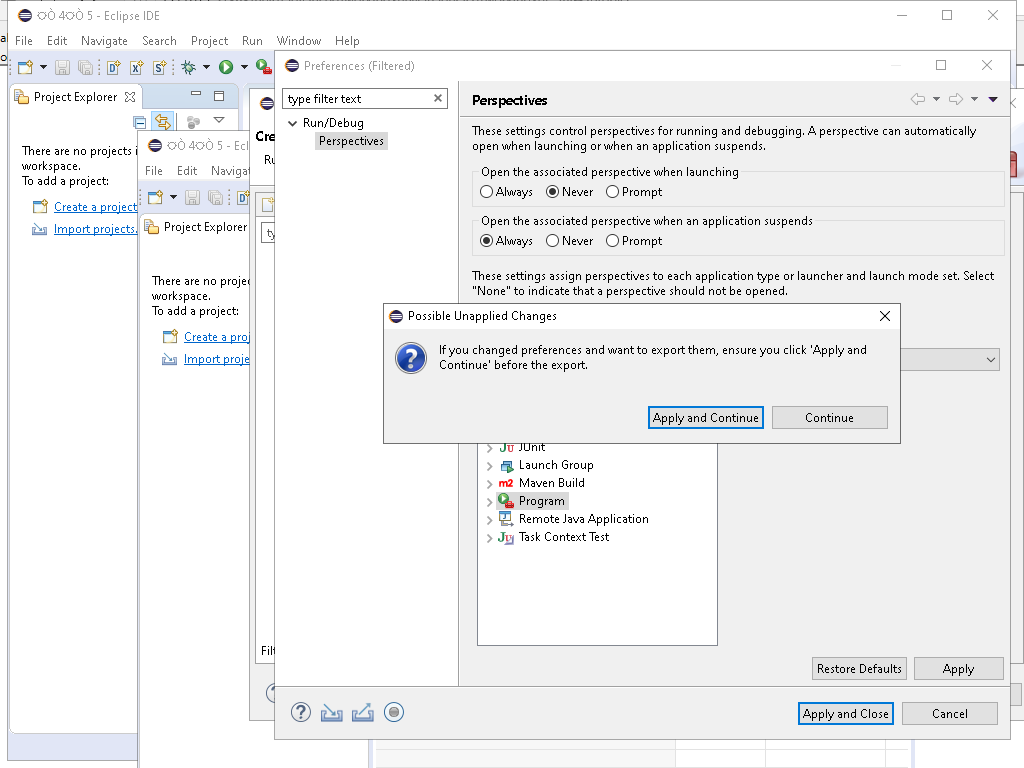 ⵚÒ 4ⵚÒ 5 - Eclipse IDE
File Edit Navigate Search Project Run Window Help
Project Explorer
There are no projects i
workspace.
To add a project:
Create a project
Import projects.
File Edit Naviga
Project Explorer
There are no proje
workspace.
To add a project:
Create a proj
Import proje
Cre
Ru
ty
Filt
Preferences (Filtered)
type filter text
Run/Debug
Perspectives
Perspectives
These settings control perspectives for running and debugging. A perspective can automatically
open when launching or when an application suspends.
Open the associated perspective when launching
Always Never Prompt
Open the associated perspective when an application suspends
Always Never Prompt
These settings assign perspectives to each application type or launcher and launch mode set. Select
"None" to indicate that a perspective should not be opened.
Possible Unapplied Changes
If you changed preferences and want to export them, ensure you click 'Apply and
Continue' before the export.
Apply and Continue Continue
JUnit
Launch Group
Maven Build
Program
Remote Java Application
Task Context Test
Restore Defaults Apply
Apply and Close Cancel